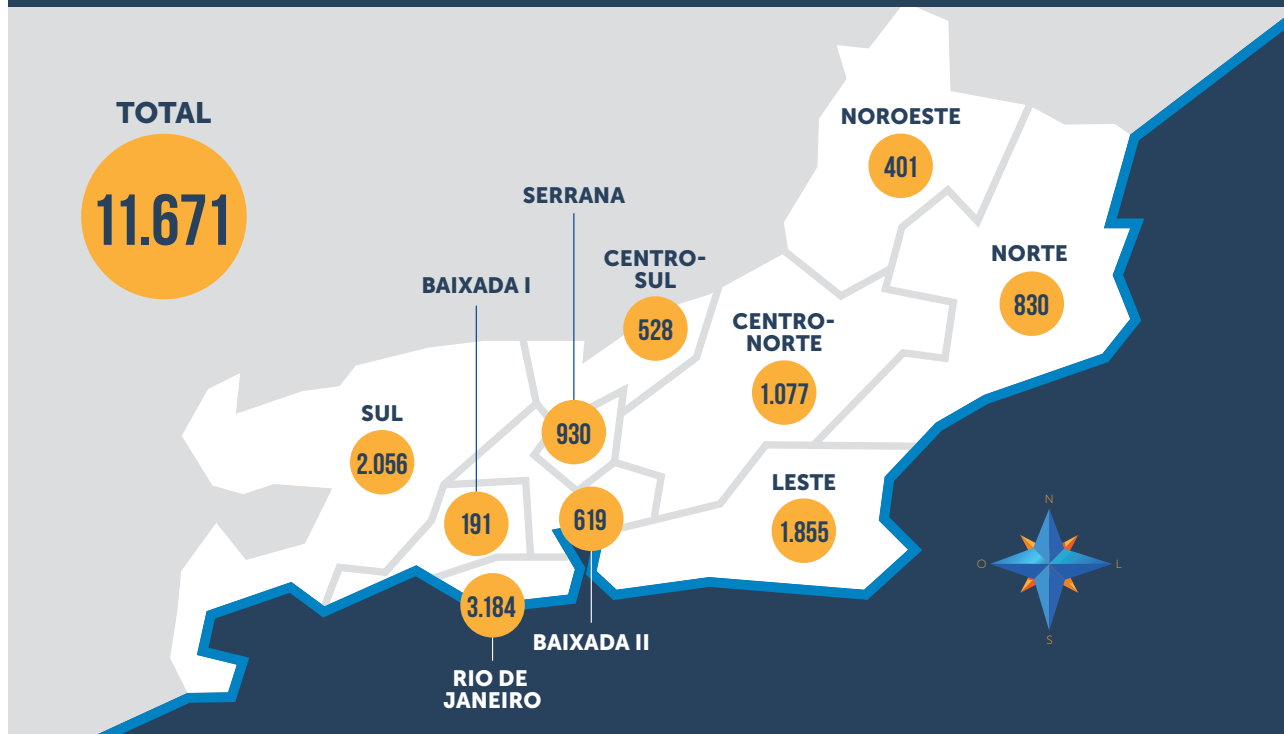 TOTAL
11.671
NOROESTE
401
SERRANA
930
CENTRO-
SUL
528
NORTE
830
BAIXADA I
191
CENTRO-
NORTE
1.077
SUL
2.056
LESTE
1.855
619
BAIXADA II
3.184
RIO DE
JANEIRO
N
O
L
S